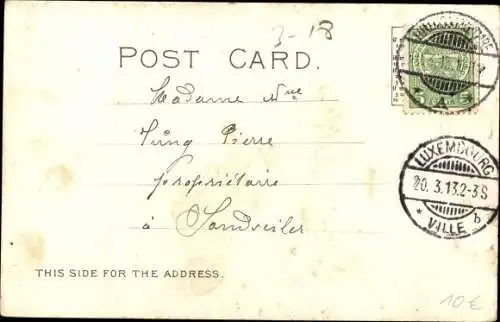 3-18
POST CARD.
Madame Vve
Jung Pierre
propriétaire
à Sandweiler
THIS SIDE FOR THE ADDRESS.
5
A
LUXEMBOURG
20.3.13.2-3S
* VILLE b
10€